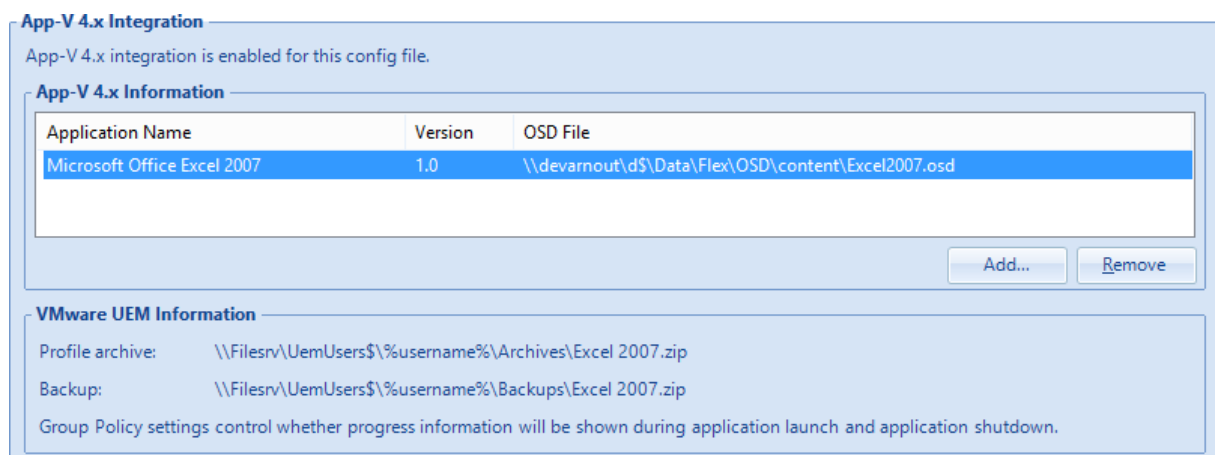 App-V 4.x Integration
App-V 4.x integration is enabled for this config file.
App-V 4.x Information
Application Name Version OSD File
Microsoft Office Excel 2007 1.0 \\devarnout\d$\Data\Flex\OSD\content\Excel2007.osd
Add... Remove
VMware UEM Information
Profile archive: \\Filesrv\UemUsers$\%username%\Archives\Excel 2007.zip
Backup: \\Filesrv\UemUsers$\%username%\Backups\Excel 2007.zip
Group Policy settings control whether progress information will be shown during application launch and application shutdown.